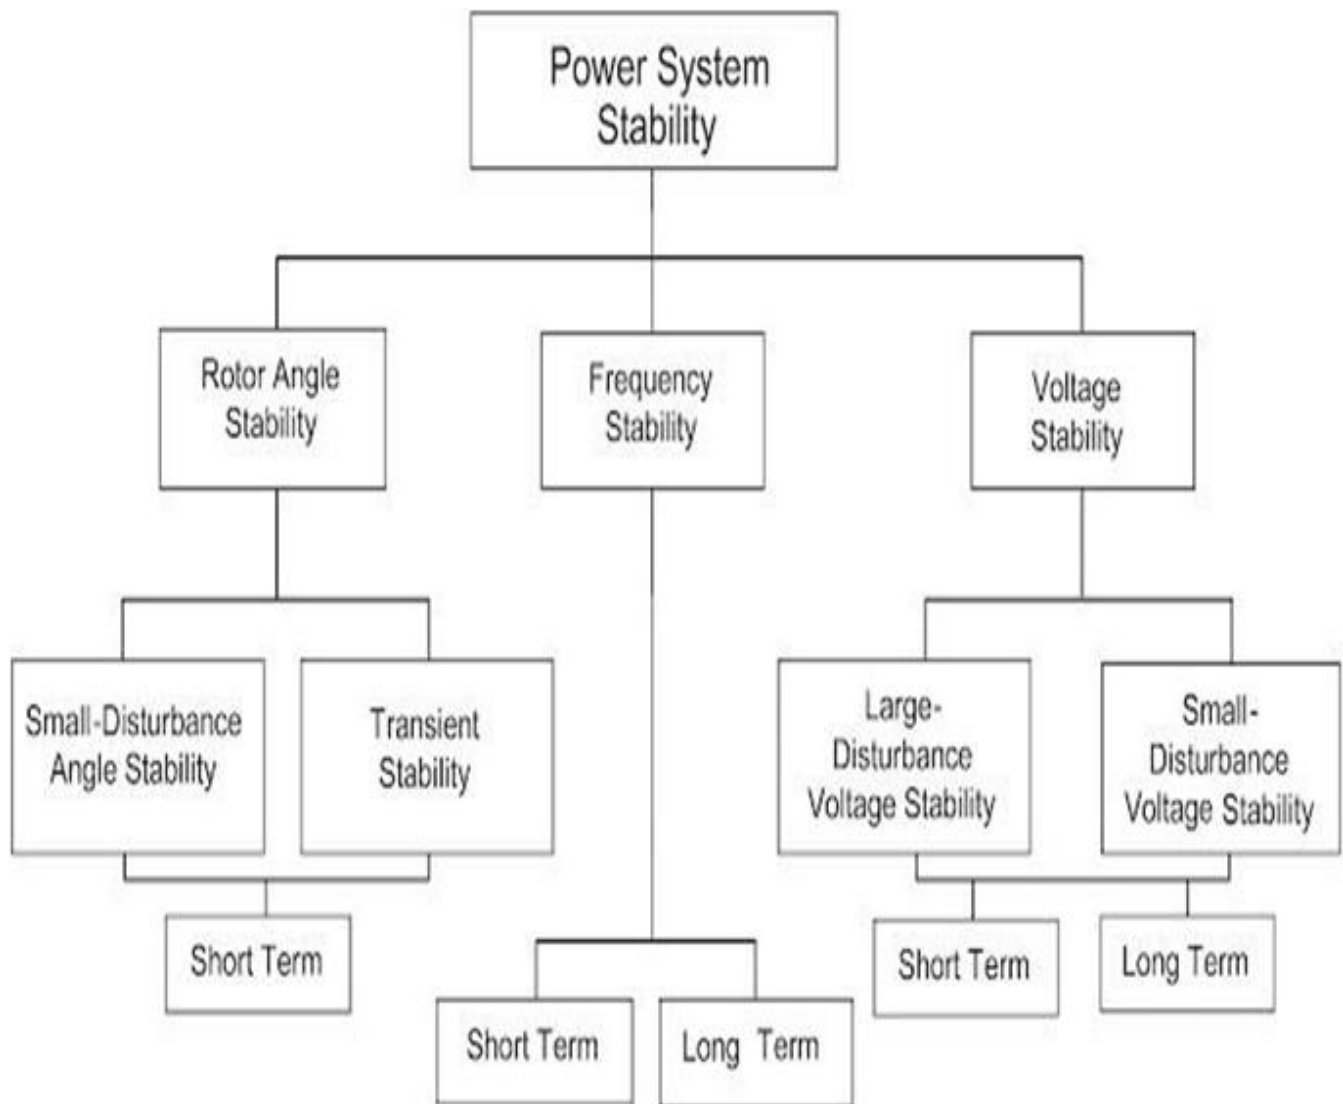 Power System
Stability
Rotor Angle
Stability
Frequency
Stability
Voltage
Stability
Small-Disturbance
Angle Stability
Transient
Stability
Large-
Disturbance
Voltage Stability
Small-
Disturbance
Voltage Stability
Short Term
Short Term
Long Term
Short Term
Long Term